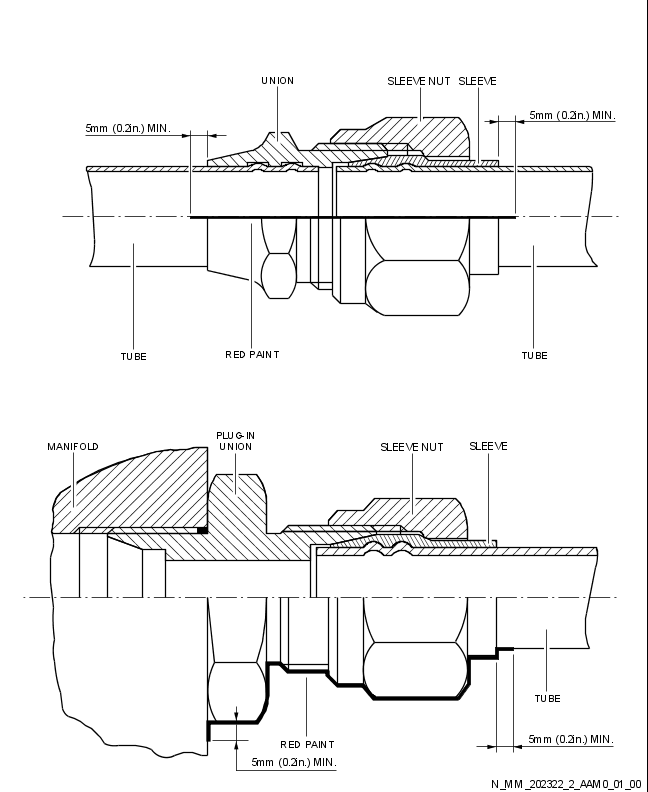 UNION
SLEEVE NUT SLEEVE
5mm (0.2in.) MIN.
5mm (0.2in.) MIN.
TUBE
RED PAINT
TUBE
MANIFOLD
PLUG-IN
UNION
SLEEVE NUT
SLEEVE
TUBE
RED PAINT
5mm (0.2in.) MIN.
5mm (0.2in.) MIN.
N_MM_202322_2_AAM0_01_00